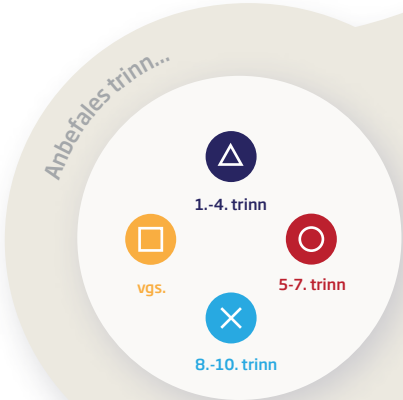 Anbefales trinn...
1.-4. trinn
vgs.
5-7. trinn
8.-10. trinn